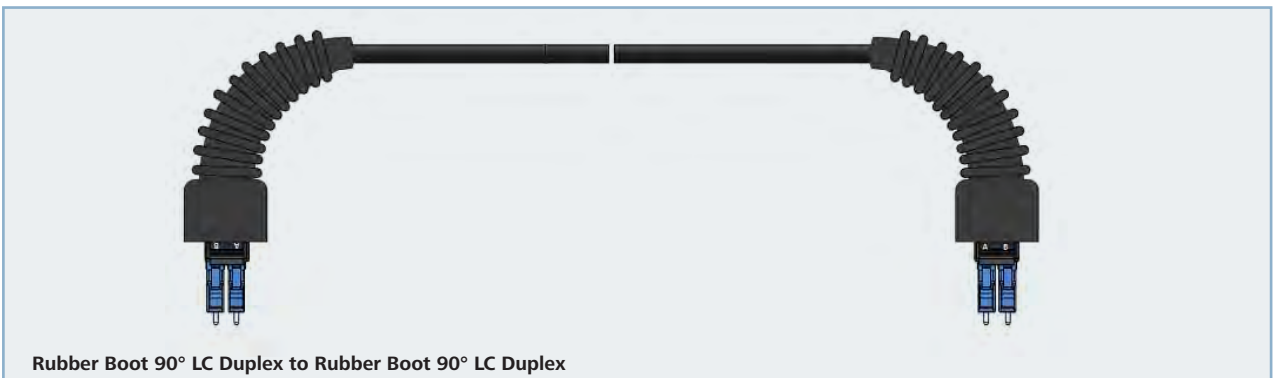 B A
A B
Rubber Boot 90° LC Duplex to Rubber Boot 90° LC Duplex